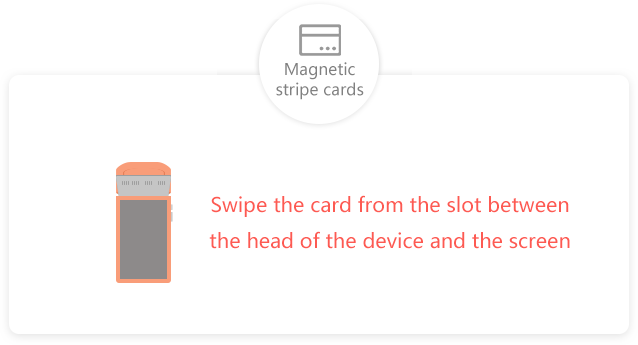 Magnetic
stripe cards
Swipe the card from the slot between
the head of the device and the screen